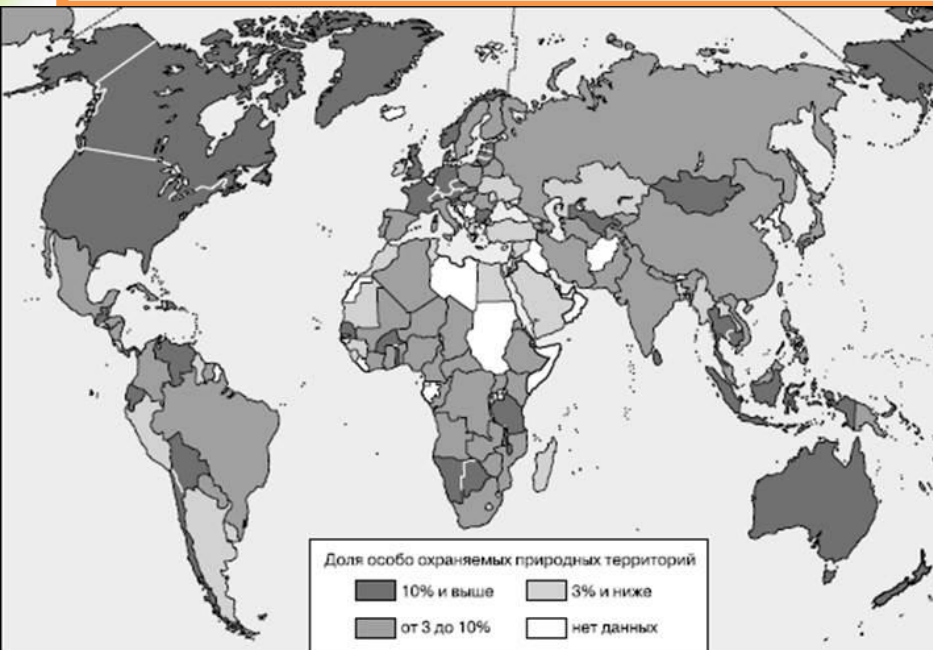 Доля особо охраняемых природных территорий
10% и выше
3% и ниже
от 3 до 10%
нет данных